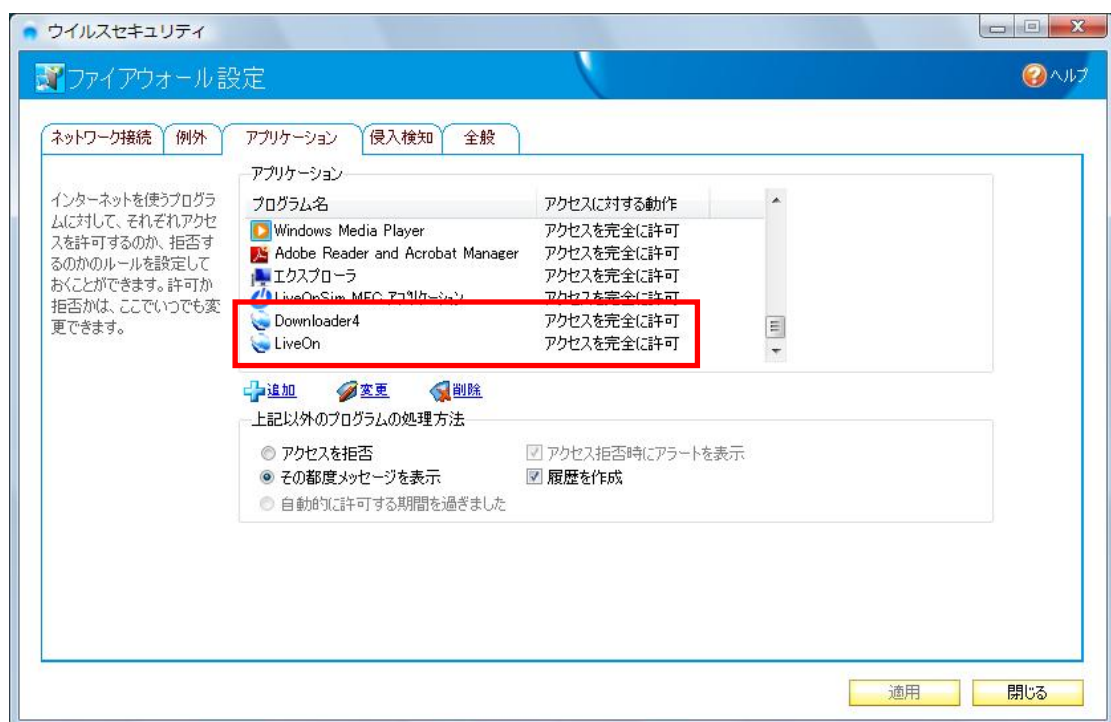 ウイルスセキュリティ
ファイアウォール設定
ヘルプ
ネットワーク接続 例外 アプリケーション 侵入検知 全般
インターネットを使うプログラ
ムに対して、それぞれアクセ
スを許可するのか、拒否す
るのかのルールを設定して
おくことができます。許可か
拒否かは、ここでいつでも変
更できます。
アプリケーション
プログラム名 アクセスに対する動作
Windows Media Player アクセスを完全に許可
Adobe Reader and Acrobat Manager アクセスを完全に許可
エクスプローラ アクセスを完全に許可
LiveOnSim MFC アプリケーション アクセスを完全に許可
Downloader4 アクセスを完全に許可
LiveOn アクセスを完全に許可
追加 変更 削除
上記以外のプログラムの処理方法
アクセスを拒否 アクセス拒否時にアラートを表示
その都度メッセージを表示 履歴を作成
自動的に許可する期間を過ぎました
適用 閉じる